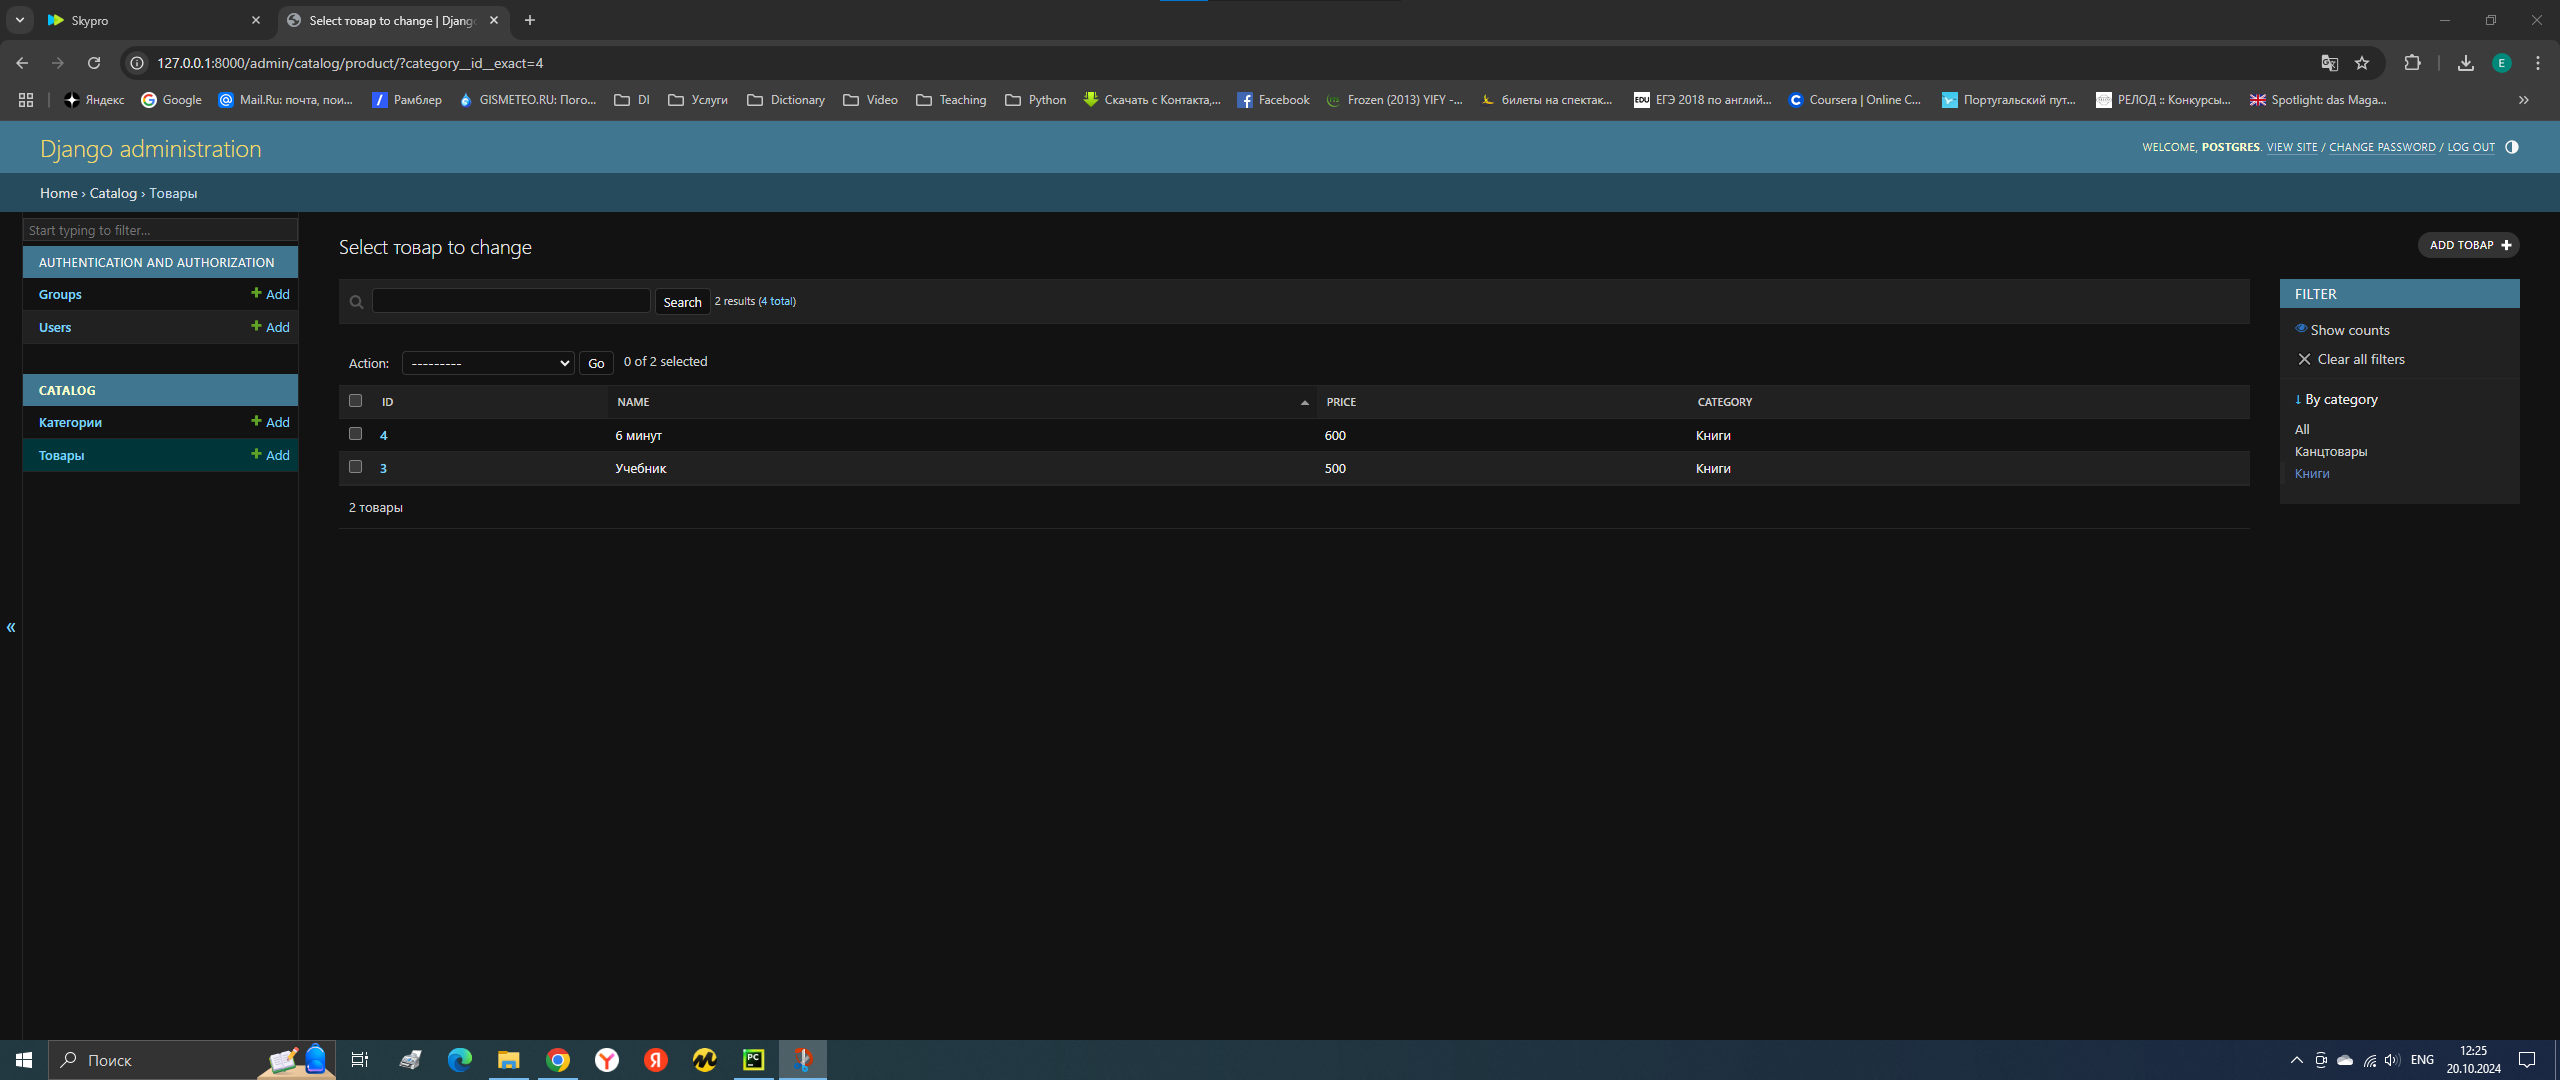 Skypro
Select товар to change | Djang
127.0.0.1:8000/admin/catalog/product/?category__id__exact=4
E
Яндекс Google Mail.Ru: почта, пои... Рамблер GISMETEO.RU: Пого... DI Услуги Dictionary Video Teaching Python Скачать с Контакта,... Facebook Frozen (2013) YIFY -... билеты на спектак... ЕГЭ 2018 по англий... Coursera | Online C... Португальский пут... РЕЛОД :: Конкурсы... Spotlight: das Maga...
Django administration
WELCOME, POSTGRES. VIEW SITE / CHANGE PASSWORD / LOG OUT
Home › Catalog › Товары
Start typing to filter...
AUTHENTICATION AND AUTHORIZATION
Groups Add
Users Add
CATALOG
Категории Add
Товары Add
Select товар to change
ADD ТОВАР
Search 2 results (4 total)
Action: --------- Go 0 of 2 selected
ID NAME PRICE CATEGORY
4 6 минут 600 Книги
3 Учебник 500 Книги
2 товары
FILTER
Show counts
Clear all filters
↓ By category
All
Канцтовары
Книги
«
Поиск
ENG
12:25
20.10.2024